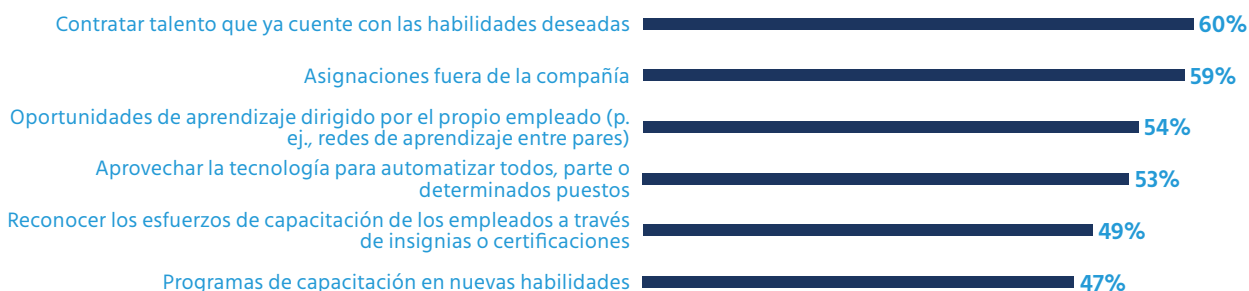 Contratar talento que ya cuente con las habilidades deseadas 60%
Asignaciones fuera de la compañía 59%
Oportunidades de aprendizaje dirigido por el propio empleado (p.
ej., redes de aprendizaje entre pares) 54%
Aprovechar la tecnología para automatizar todos, parte o
determinados puestos 53%
Reconocer los esfuerzos de capacitación de los empleados a través
de insignias o certificaciones 49%
Programas de capacitación en nuevas habilidades 47%